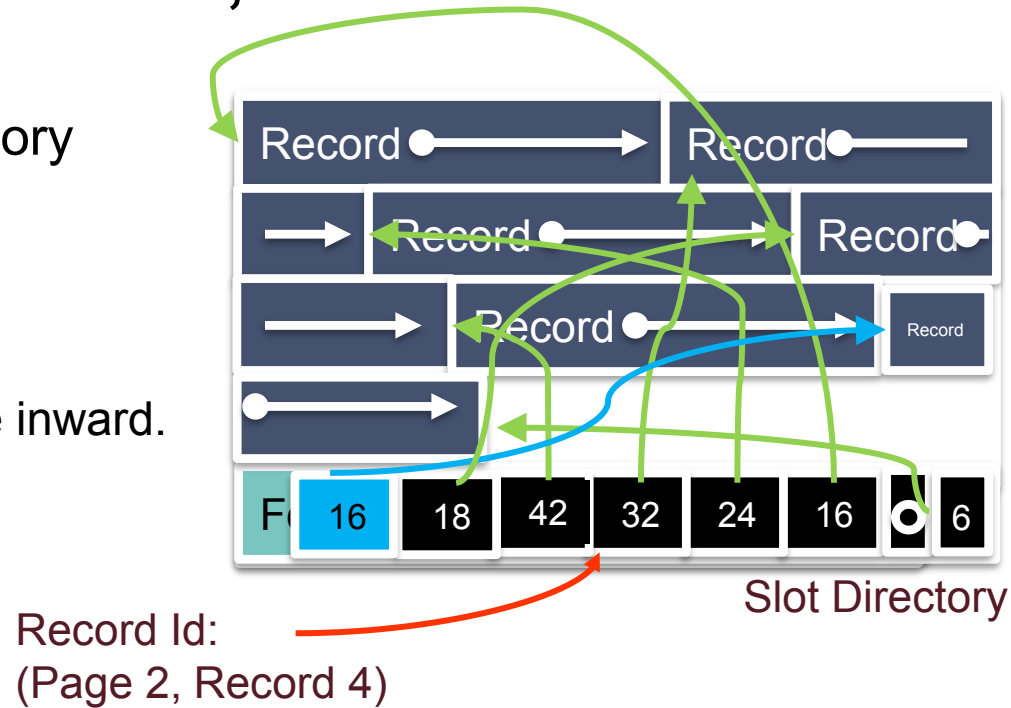 ory
Record Record
Record Record
Record Record
inward.
16 18 42 32 24 16 6
Slot Directory
Record Id:
(Page 2, Record 4)